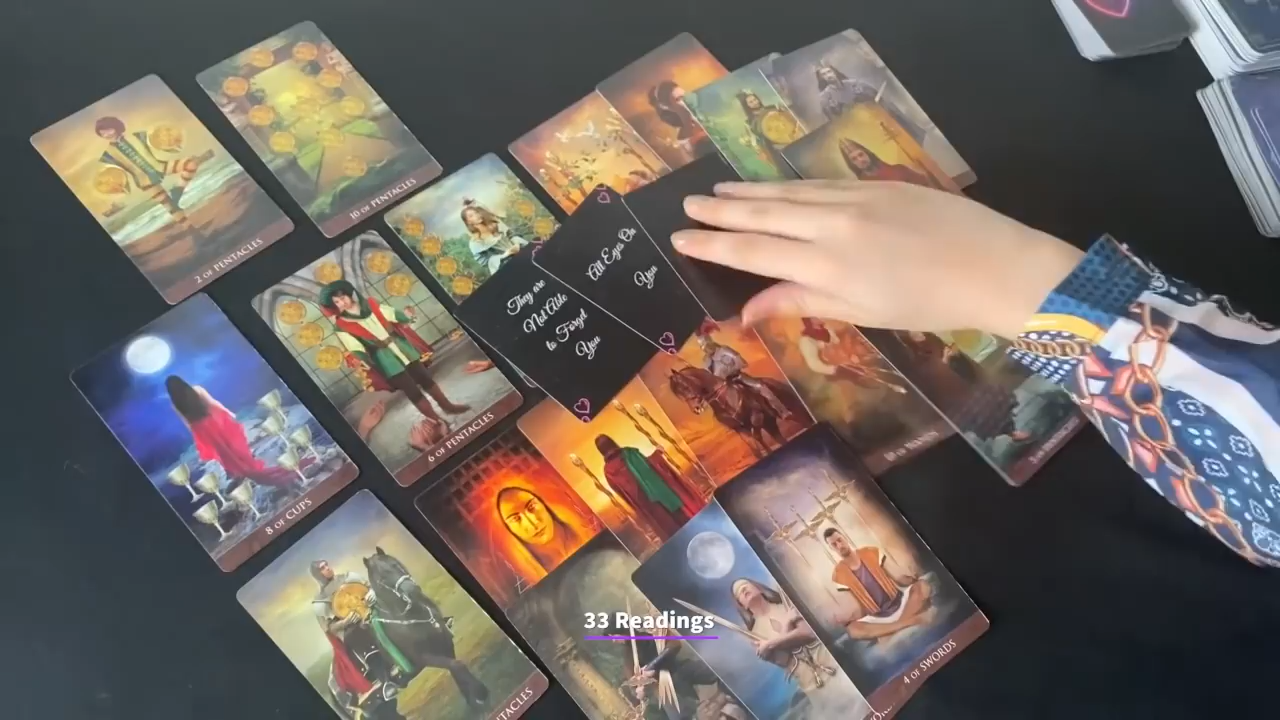 2 OF PENTACLES
10 OF PENTACLES
6 OF PENTACLES
8 OF CUPS
They are
Not Able
to Forget
You
All Eyes On
You
4 OF SWORDS
33 Readings